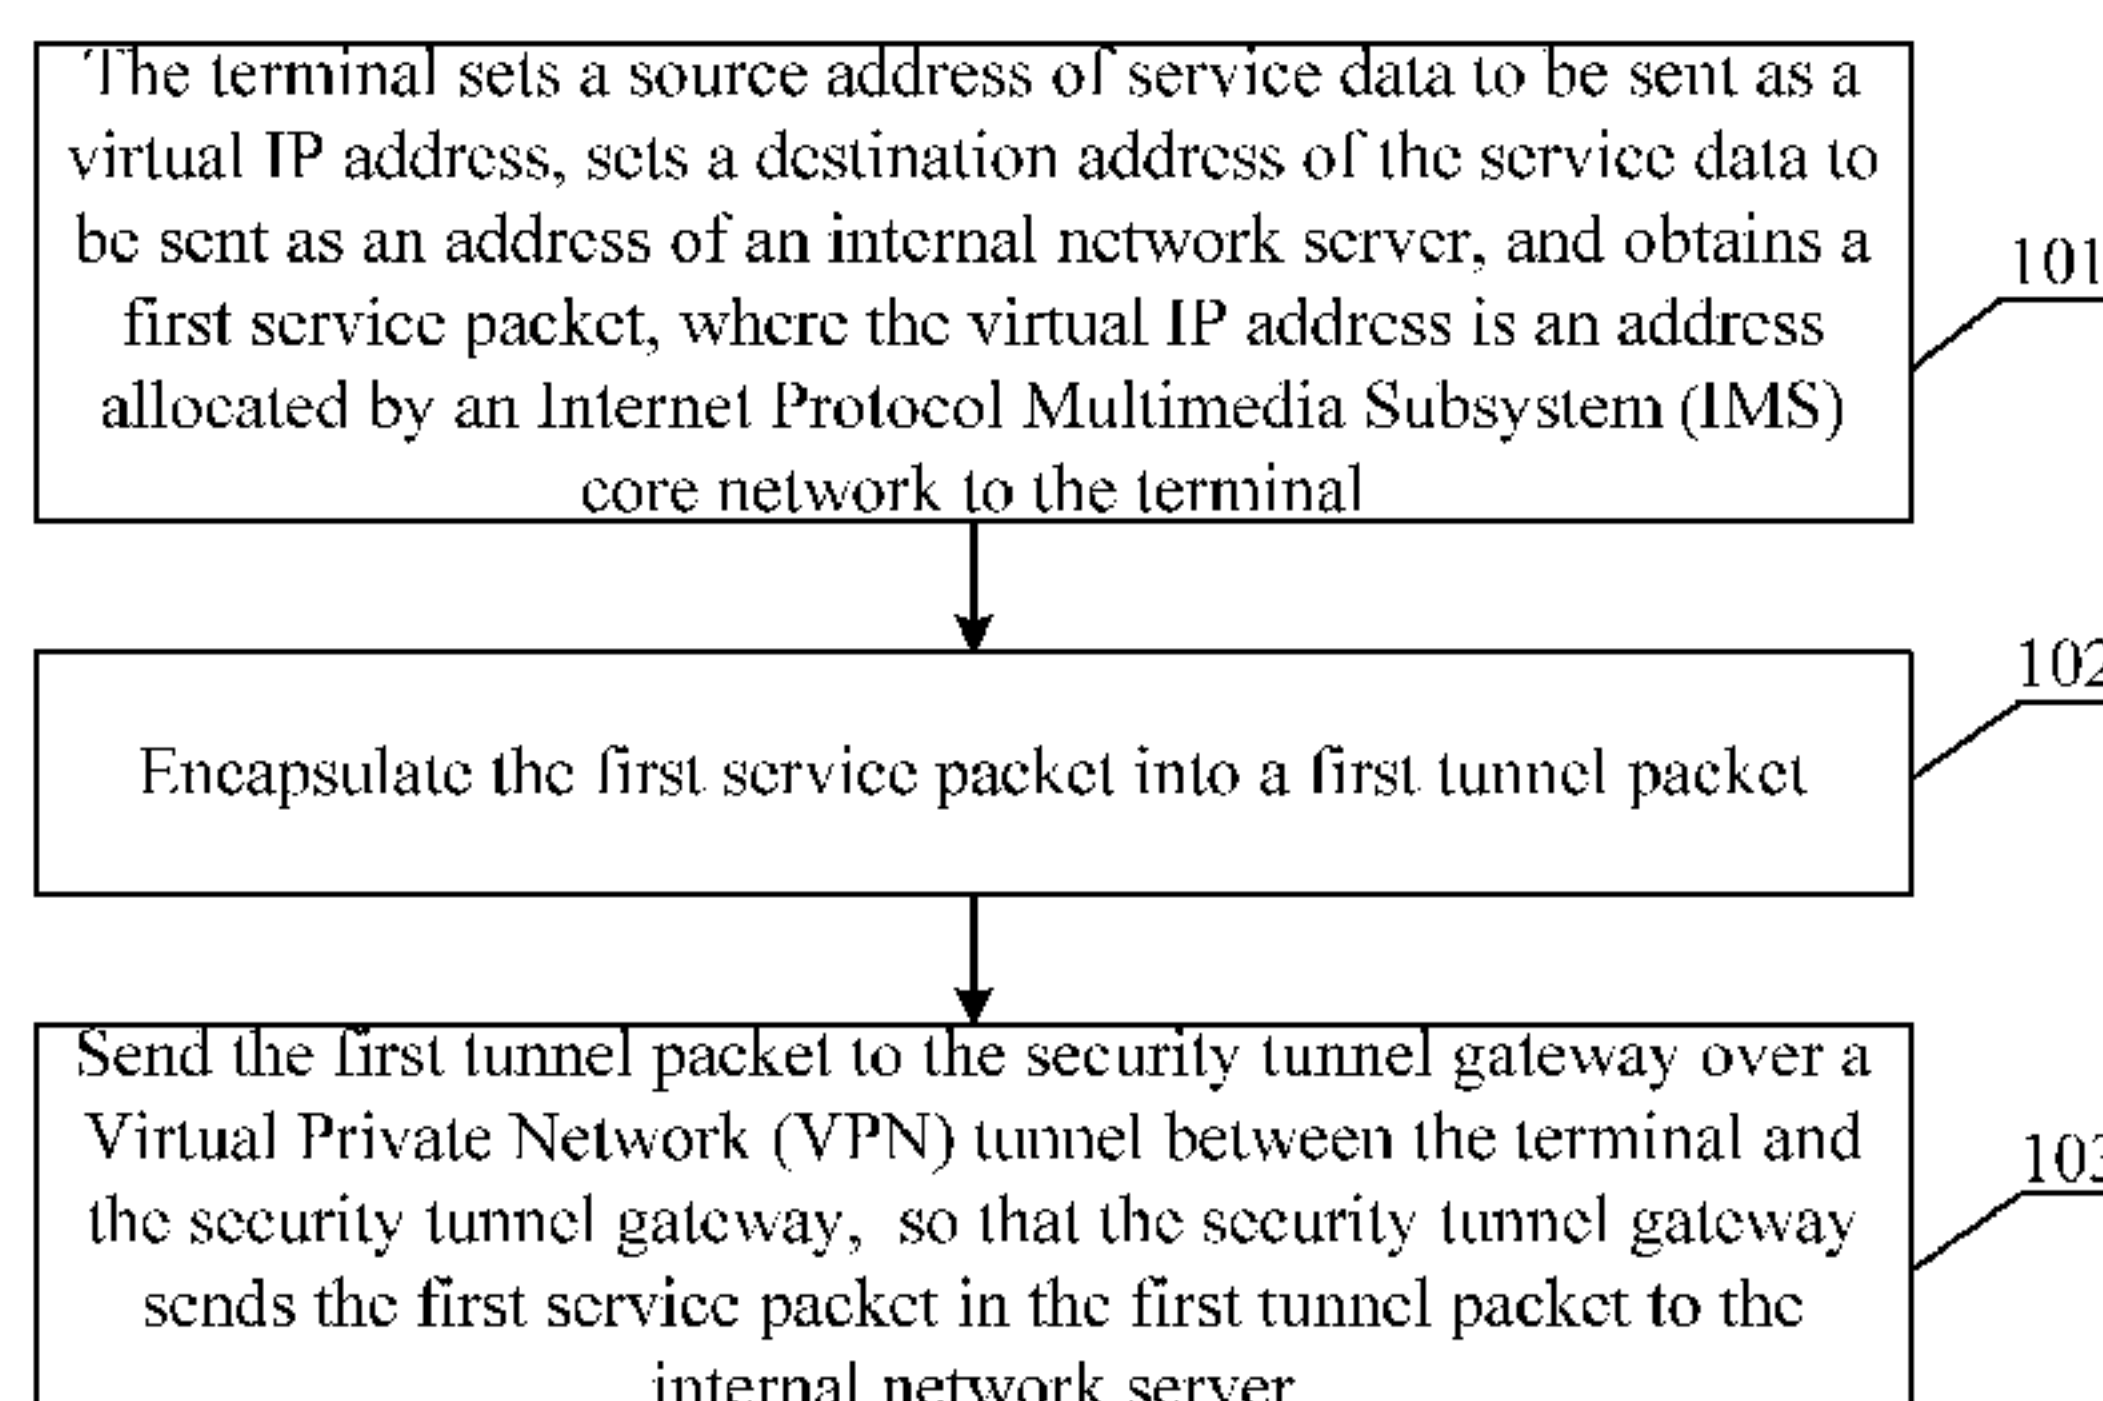 The terminal sets a source address of service data to be sent as a
virtual IP address, sets a destination address of the service data to
be sent as an address of an internal network server, and obtains a
first service packet, where the virtual IP address is an address
allocated by an Internet Protocol Multimedia Subsystem (IMS)
core network to the terminal
101
Encapsulate the first service packet into a first tunnel packet
102
Send the first tunnel packet to the security tunnel gateway over a
Virtual Private Network (VPN) tunnel between the terminal and
the security tunnel gateway, so that the security tunnel gateway
sends the first service packet in the first tunnel packet to the
internal network server
103